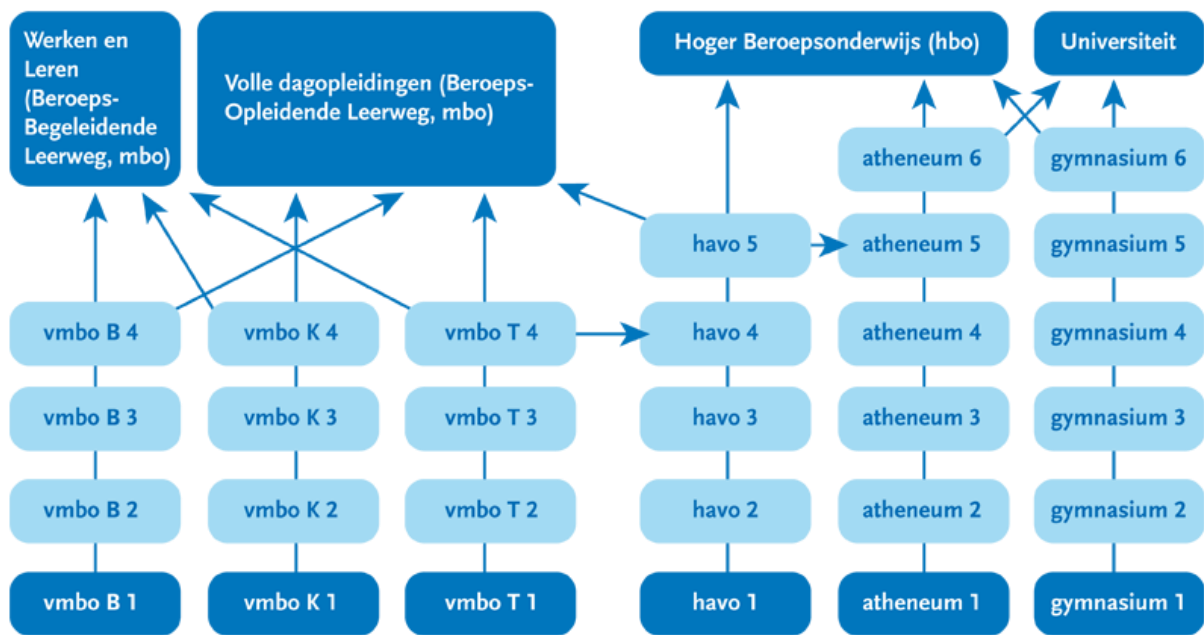 Werken en
Leren
(Beroeps-
Begeleidende
Leerweg, mbo)
Volle dagopleidingen (Beroeps-
Opleidende Leerweg, mbo)
Hoger Beroepsonderwijs (hbo)
Universiteit
atheneum 6
gymnasium 6
havo 5
atheneum 5
gymnasium 5
vmbo B 4
vmbo K 4
vmbo T 4
havo 4
atheneum 4
gymnasium 4
vmbo B 3
vmbo K 3
vmbo T 3
havo 3
atheneum 3
gymnasium 3
vmbo B 2
vmbo K 2
vmbo T 2
havo 2
atheneum 2
gymnasium 2
vmbo B 1
vmbo K 1
vmbo T 1
havo 1
atheneum 1
gymnasium 1